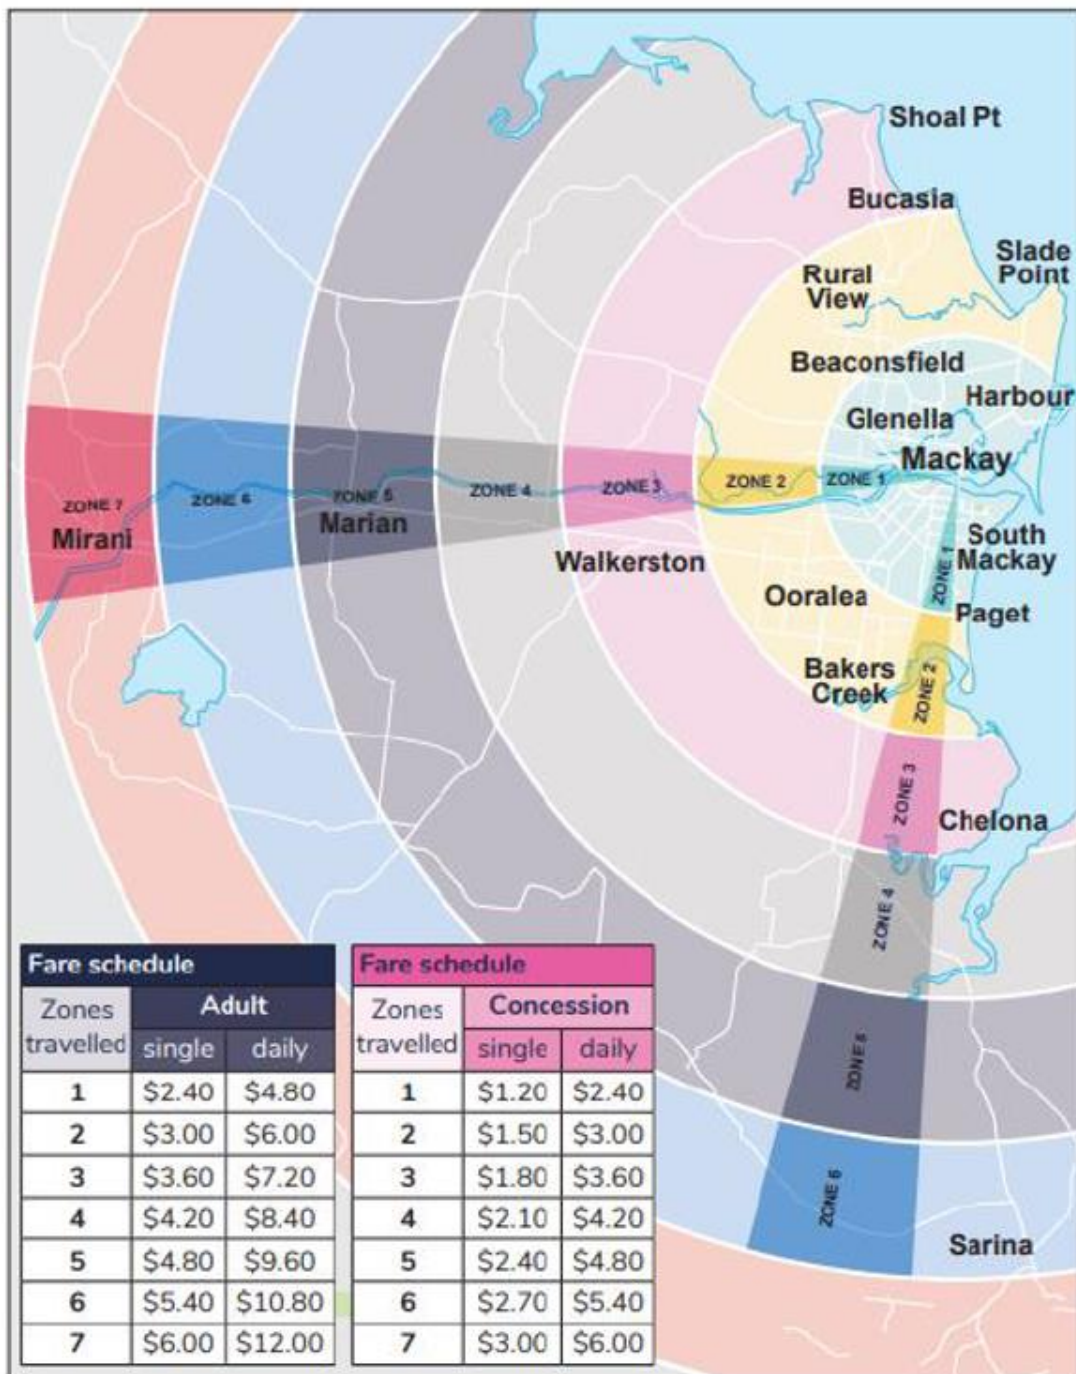 Shoal Pt
Bucasia
Slade
Point
Rural
View
Beaconsfield
Harbour
Glenella
Mackay
ZONE 1
ZONE 2
ZONE 3
ZONE 4
ZONE 5
ZONE 6
ZONE 7
Mirani
Marian
Walkerston
South
Mackay
ZONE 1
Ooralea
Paget
Bakers
Creek
ZONE 2
ZONE 3
Chelona
ZONE 4
ZONE 5
ZONE 6
Sarina
Fare schedule
Zones
travelled
Adult
single daily
1 $2.40 $4.80
2 $3.00 $6.00
3 $3.60 $7.20
4 $4.20 $8.40
5 $4.80 $9.60
6 $5.40 $10.80
7 $6.00 $12.00
Fare schedule
Zones
travelled
Concession
single daily
1 $1.20 $2.40
2 $1.50 $3.00
3 $1.80 $3.60
4 $2.10 $4.20
5 $2.40 $4.80
6 $2.70 $5.40
7 $3.00 $6.00